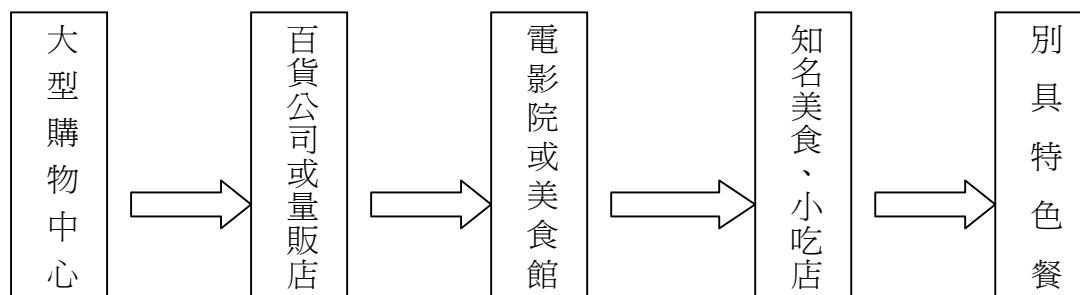 大型購物中心
百貨公司或量販店
電影院或美食館
知名美食、小吃店
別具特色餐